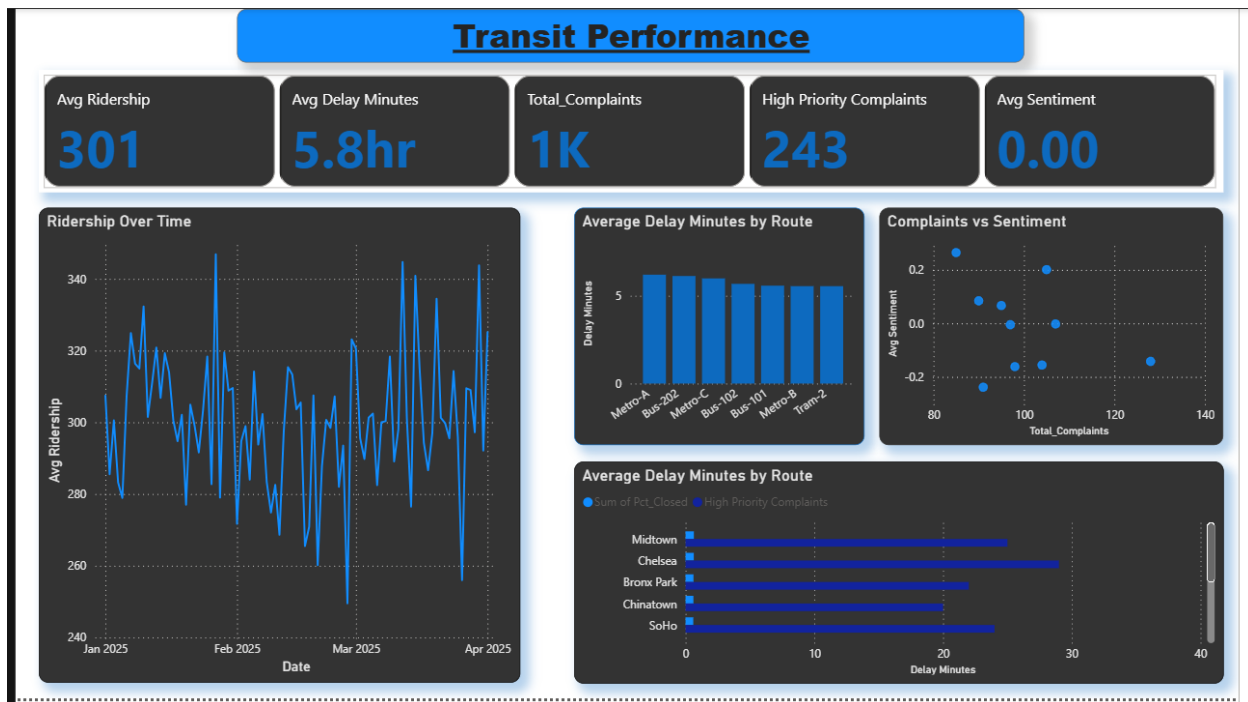 Transit Performance
Avg Ridership
301
Avg Delay Minutes
5.8hr
Total_Complaints
1K
High Priority Complaints
243
Avg Sentiment
0.00
Ridership Over Time
Avg Ridership
340
320
300
280
260
240
Jan 2025
Feb 2025
Mar 2025
Apr 2025
Date
Average Delay Minutes by Route
Delay Minutes
5
0
Metro-A
Bus-202
Metro-C
Bus-102
Bus-101
Metro-B
Tram-2
Complaints vs Sentiment
Avg Sentiment
0.2
0.0
-0.2
80
100
120
140
Total_Complaints
Average Delay Minutes by Route
Sum of Pct_Closed
High Priority Complaints
Midtown
Chelsea
Bronx Park
Chinatown
SoHo
0
10
20
30
40
Delay Minutes